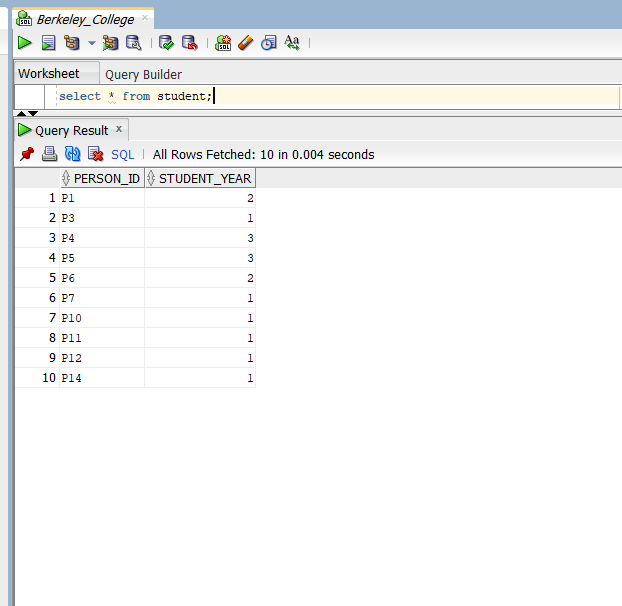 Berkeley_College
Worksheet Query Builder
select * from student;
Query Result x
SQL All Rows Fetched: 10 in 0.004 seconds
PERSON_ID STUDENT_YEAR
1 P1 2
2 P3 1
3 P4 3
4 P5 3
5 P6 2
6 P7 1
7 P10 1
8 P11 1
9 P12 1
10 P14 1